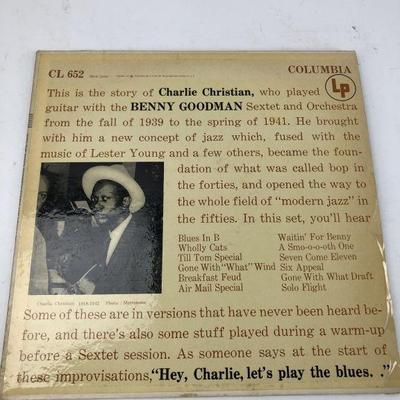 CL 652
COLUMBIA
Lp
This is the story of Charlie Christian, who played
guitar with the BENNY GOODMAN Sextet and Orchestra
from the fall of 1939 to the spring of 1941. He brought
with him a new concept of jazz which, fused with the
music of Lester Young and a few others, became the foun-
dation of what was called bop in
the forties, and opened the way to
the whole field of "modern jazz" in
the fifties. In this set, you'll hear
Blues In B
Wholly Cats
Till Tom Special
Gone With "What" Wind
Breakfast Feud
Air Mail Special
Waitin' For Benny
A Smo-o-o-oth One
Seven Come Eleven
Six Appeal
Gone With What Draft
Solo Flight
Charlie Christian 1918-1942 Photo:
Some of these are in versions that have never been heard be-
fore, and there's also some stuff played during a warm-up
before a Sextet session. As someone says at the start of
these improvisations, "Hey, Charlie, let's play the blues. ."